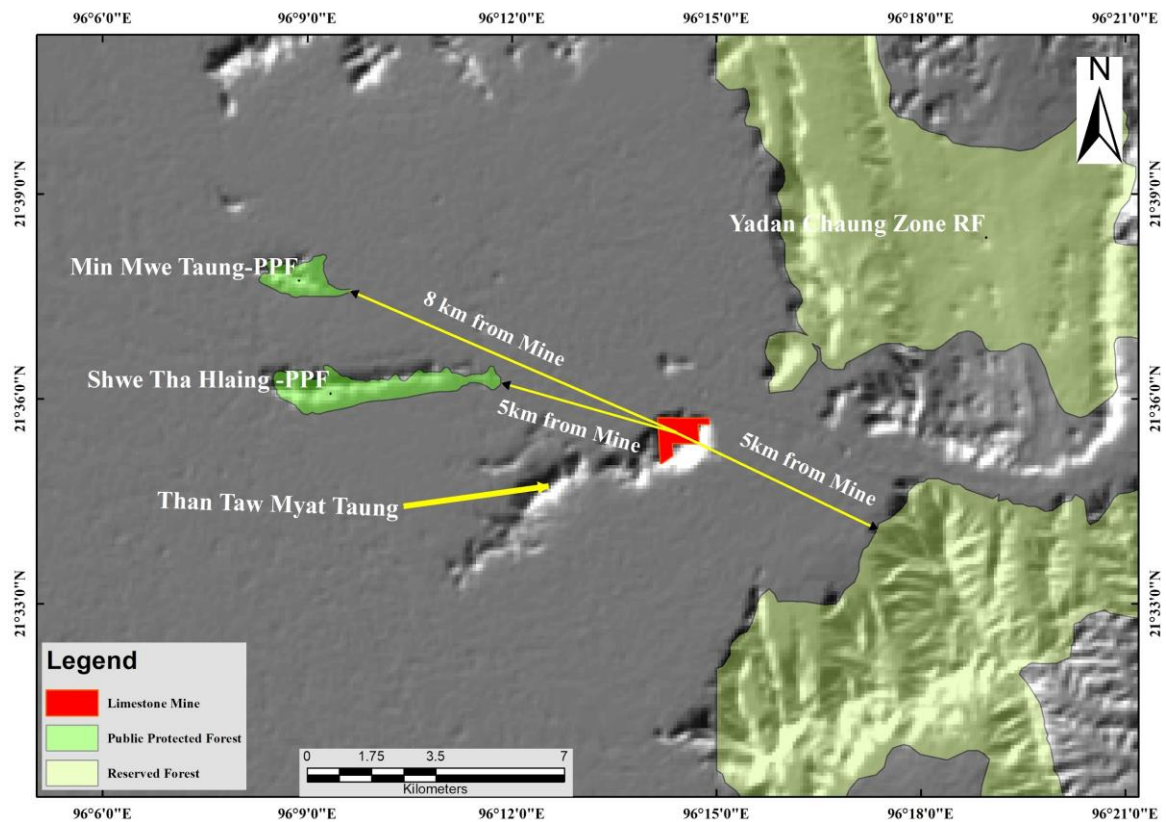 96°6'0"E 96°9'0"E 96°12'0"E 96°15'0"E 96°18'0"E 96°21'0"E
N
21°39'0"N 21°39'0"N
Yadan Chaung Zone RF
Min Mwe Taung-PPF
8 km from Mine
Shwe Tha Hlaing -PPF
21°36'0"N 21°36'0"N
5km from Mine
5km from Mine
Than Taw Myat Taung
21°33'0"N 21°33'0"N
Legend
Limestone Mine
Public Protected Forest
Reserved Forest
0 1.75 3.5 7
Kilometers
96°6'0"E 96°9'0"E 96°12'0"E 96°15'0"E 96°18'0"E 96°21'0"E